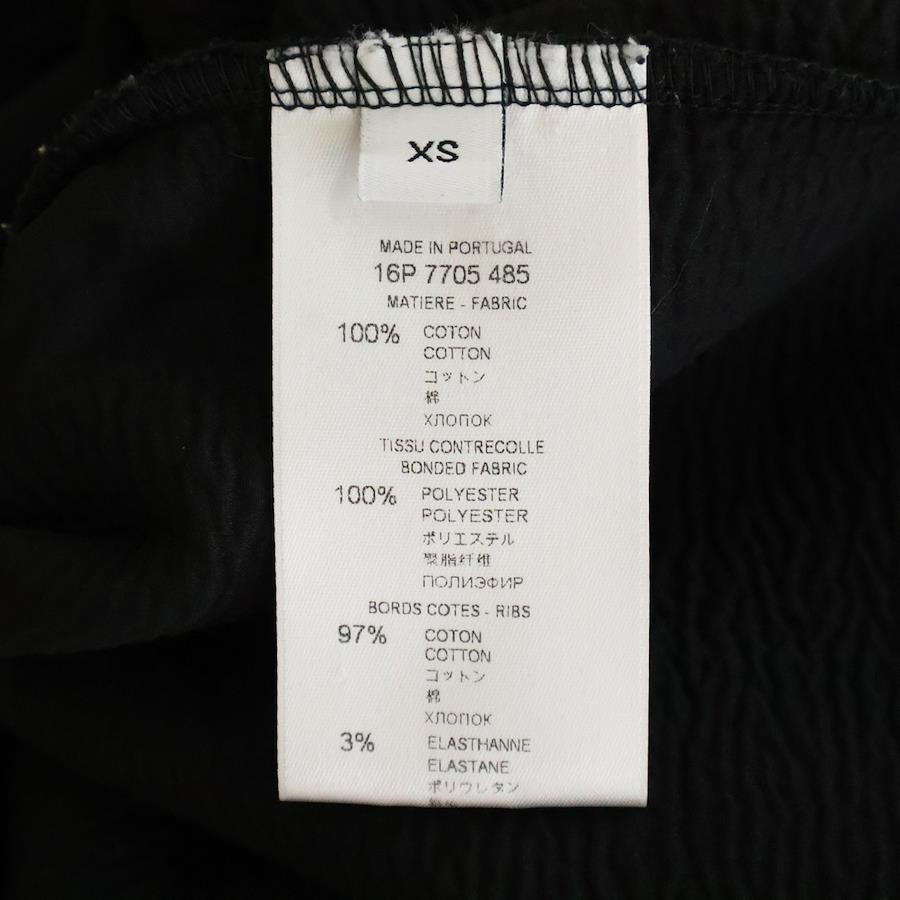 XS
MADE IN PORTUGAL
16P 7705 485
MATIERE - FABRIC
100% COTON
COTTON
コットン
棉
ХЛОПОК
TISSU CONTRECOLLE
BONDED FABRIC
100% POLYESTER
POLYESTER
ポリエステル
聚脂纤维
ПОЛИЭФИР
BORDS COTES - RIBS
97% COTON
COTTON
コットン
棉
ХЛОПОК
3% ELASTHANNE
ELASTANE
ポリウレタン